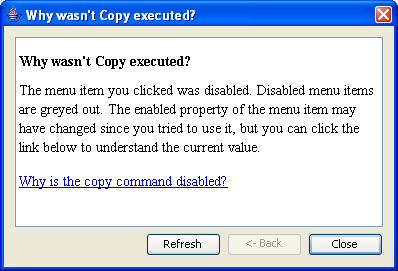 Why wasn't Copy executed?
Why wasn't Copy executed?
The menu item you clicked was disabled. Disabled menu items
are greyed out. The enabled property of the menu item may
have changed since you tried to use it, but you can click the
link below to understand the current value.
Why is the copy command disabled?
Refresh
<- Back
Close